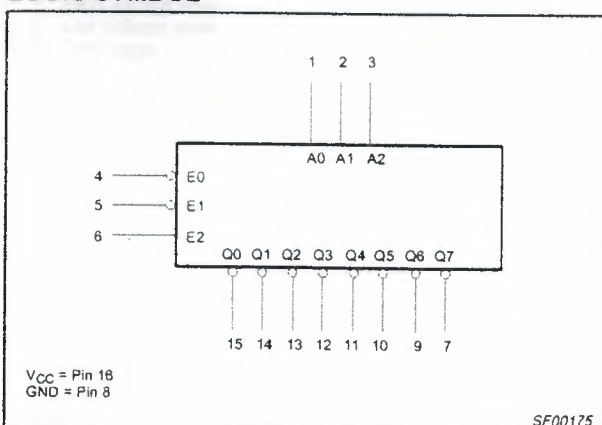 1 2 3
A0 A1 A2
4 E0
5 E1
6 E2
Q0 Q1 Q2 Q3 Q4 Q5 Q6 Q7
15 14 13 12 11 10 9 7
VCC = Pin 16
GND = Pin 8
SF00175